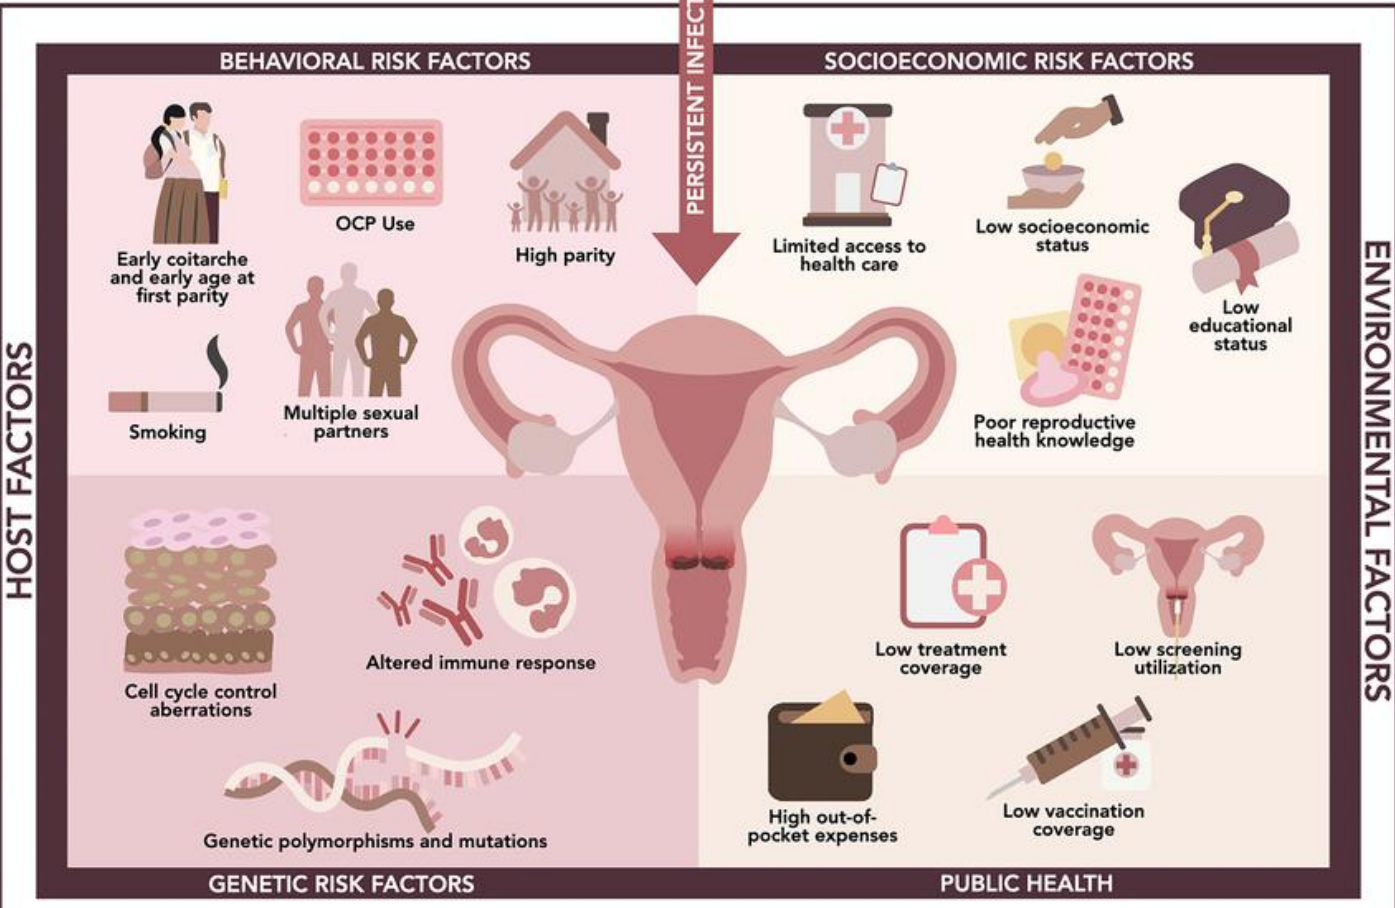 BEHAVIORAL RISK FACTORS
SOCIOECONOMIC RISK FACTORS
PERSISTENT INFECT
HOST FACTORS
ENVIRONMENTAL FACTORS
Early coitarche
and early age at
first parity
OCP Use
High parity
Smoking
Multiple sexual
partners
Limited access to
health care
Low socioeconomic
status
Low
educational
status
Poor reproductive
health knowledge
Cell cycle control
aberrations
Altered immune response
Genetic polymorphisms and mutations
Low treatment
coverage
Low screening
utilization
High out-of-
pocket expenses
Low vaccination
coverage
GENETIC RISK FACTORS
PUBLIC HEALTH